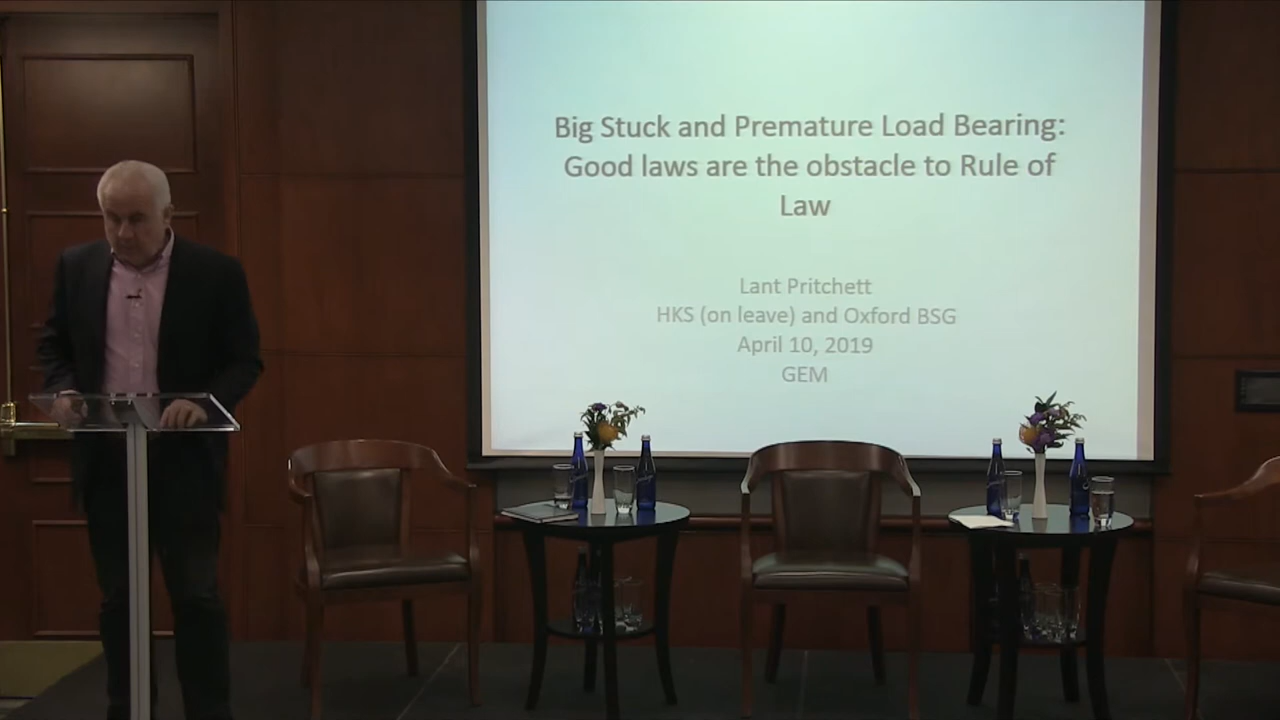 Big Stuck and Premature Load Bearing:
Good laws are the obstacle to Rule of
Law
Lant Pritchett
HKS (on leave) and Oxford BSG
April 10, 2019
GEM